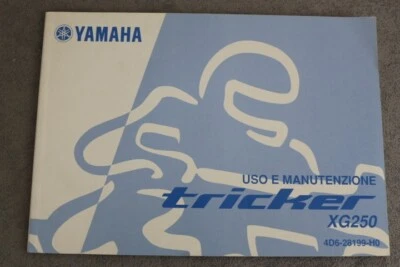 YAMAHA
USO E MANUTENZIONE
tricker
XG250
4D6-28199-H0